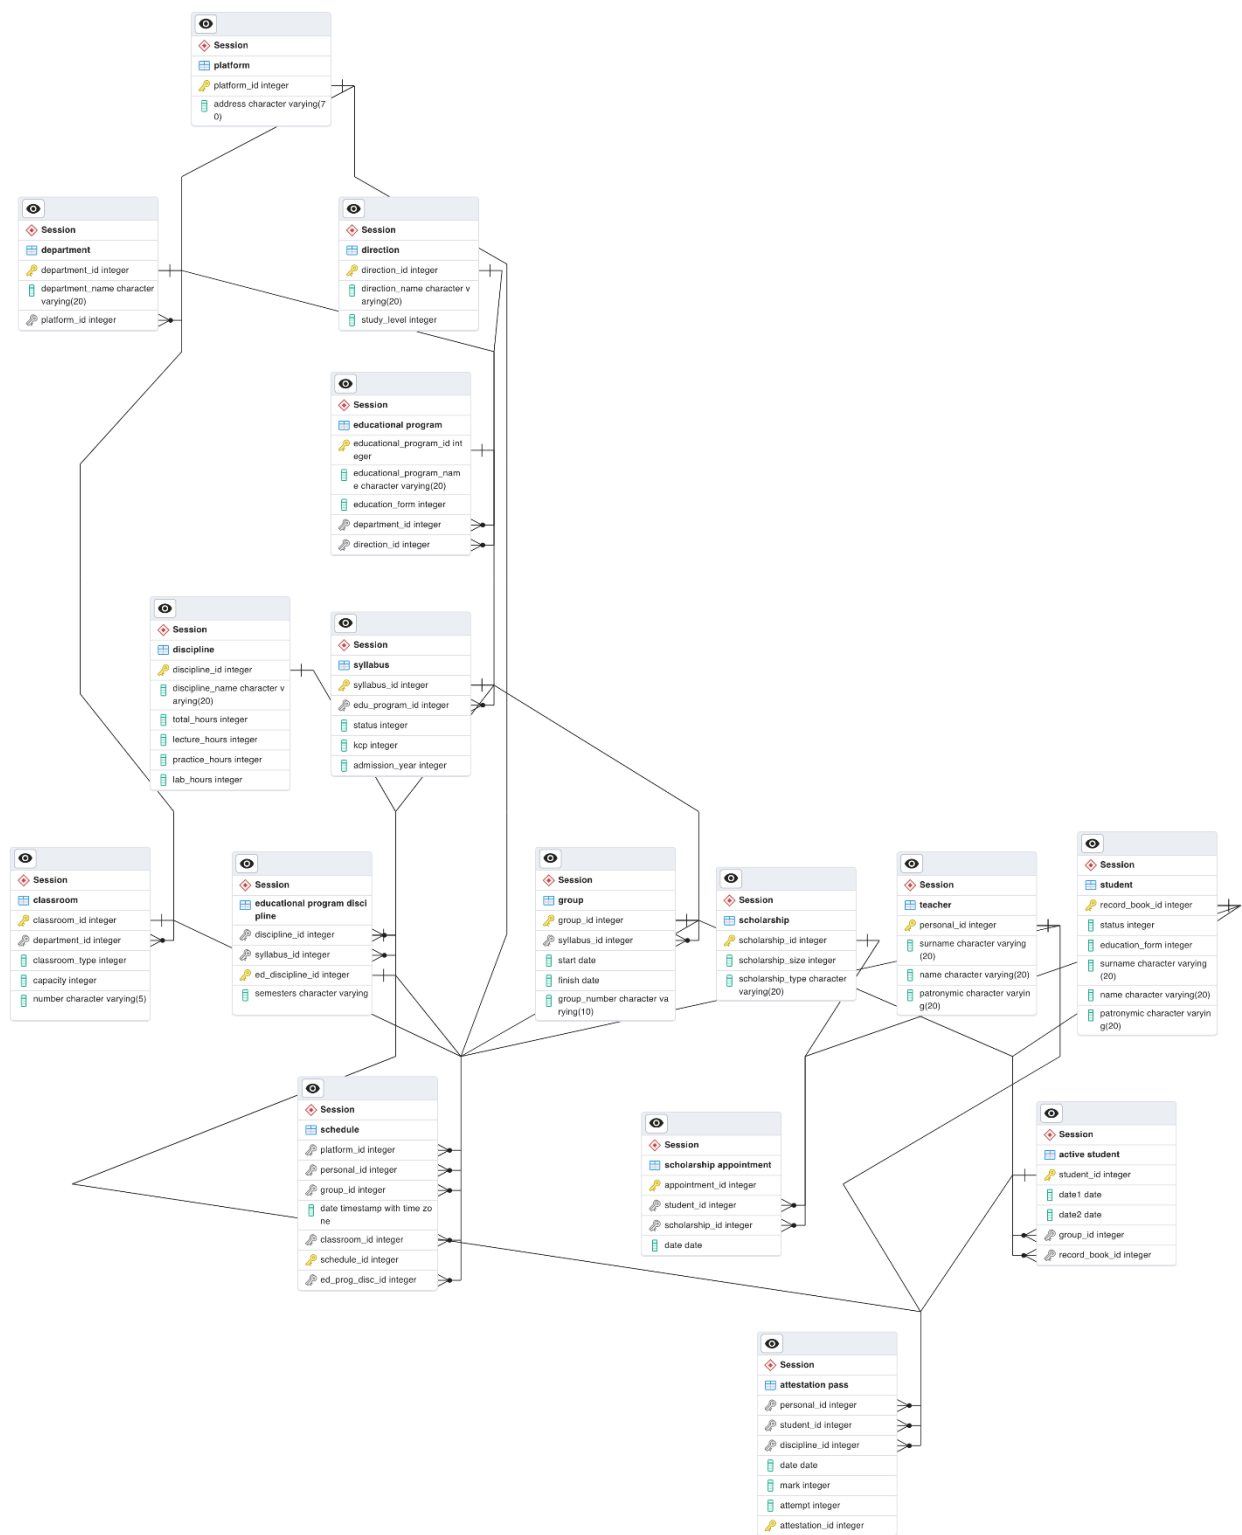 Session
platform
platform_id integer
address character varying(7
0)
Session
department
department_id integer
department_name character
varying(20)
platform_id integer
Session
direction
direction_id integer
direction_name character v
arying(20)
study_level integer
Session
educational program
educational_program_id int
eger
educational_program_nam
e character varying(20)
education_form integer
department_id integer
direction_id integer
Session
discipline
discipline_id integer
discipline_name character v
arying(20)
total_hours integer
lecture_hours integer
practice_hours integer
lab_hours integer
Session
syllabus
syllabus_id integer
edu_program_id integer
status integer
kcp integer
admission_year integer
Session
classroom
classroom_id integer
department_id integer
classroom_type integer
capacity integer
number character varying(5)
Session
educational program disci
pline
discipline_id integer
syllabus_id integer
ed_discipline_id integer
semesters character varying
Session
group
group_id integer
syllabus_id integer
start date
finish date
group_number character va
rying(10)
Session
scholarship
scholarship_id integer
scholarship_size integer
scholarship_type character
varying(20)
Session
teacher
personal_id integer
surname character varying
(20)
name character varying(20)
patronymic character varyin
g(20)
Session
student
record_book_id integer
status integer
education_form integer
surname character varying
(20)
name character varying(20)
patronymic character varyin
g(20)
Session
schedule
platform_id integer
personal_id integer
group_id integer
date timestamp with time zo
ne
classroom_id integer
schedule_id integer
ed_prog_disc_id integer
Session
scholarship appointment
appointment_id integer
student_id integer
scholarship_id integer
date date
Session
active student
student_id integer
date1 date
date2 date
group_id integer
record_book_id integer
Session
attestation pass
personal_id integer
student_id integer
discipline_id integer
date date
mark integer
attempt integer
attestation_id integer